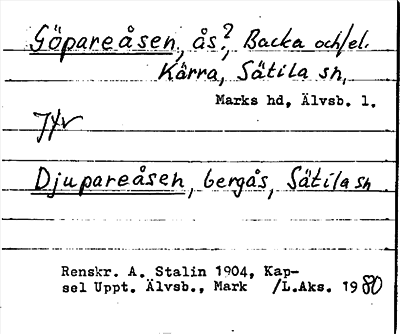 Göpareåsen, ås?, Backa och/el.
Kärra, Sätila sn,
Marks hd, Älvsb. l.
Jfr
Djupareåsen, bergås, Sätila sn
Renskr. A. Stalin 1904, Kap-
sel Uppt. Älvsb., Mark /L.Aks. 1980